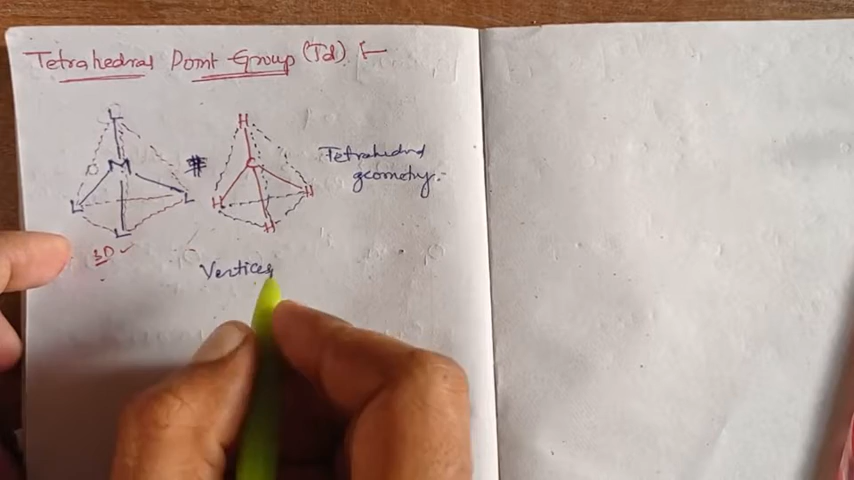 Tetrahedral Point Group (Td)
L
H
M
C
Tetrahedral
geometry:-
L
L
H
H
L
H
3D ✓
Vertices